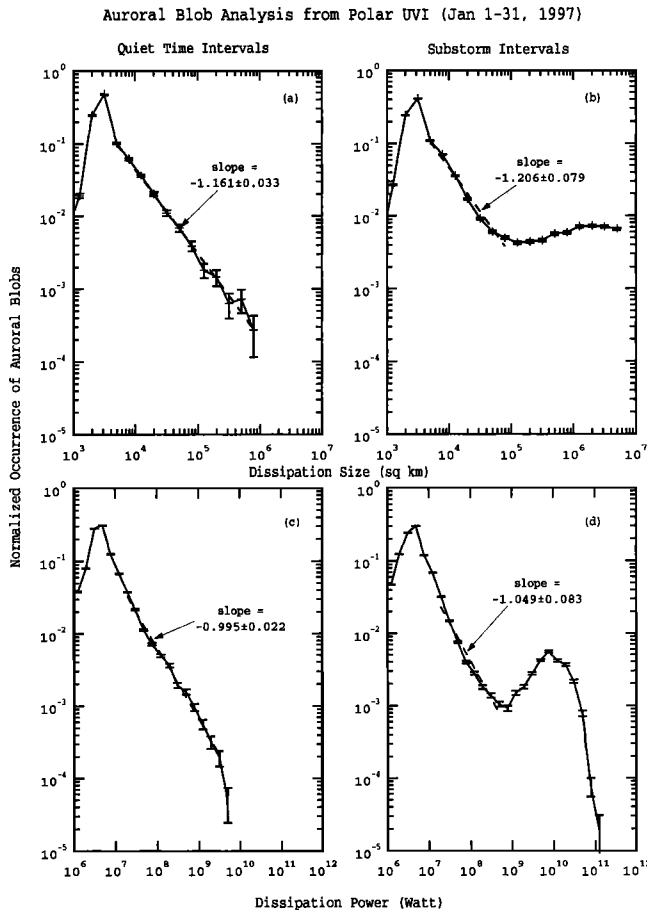 Auroral Blob Analysis from Polar UVI (Jan 1-31, 1997)
Quiet Time Intervals
Substorm Intervals
Normalized Occurrence of Auroral Blobs
10^0
10^-1
10^-2
10^-3
10^-4
10^-5
(a)
slope =
-1.161±0.033
10^3 10^4 10^5 10^6 10^7
10^0
10^-1
10^-2
10^-3
10^-4
10^-5
(b)
slope =
-1.206±0.079
10^3 10^4 10^5 10^6 10^7
Dissipation Size (sq km)
10^0
10^-1
10^-2
10^-3
10^-4
10^-5
(c)
slope =
-0.995±0.022
10^6 10^7 10^8 10^9 10^10 10^11 10^12
10^0
10^-1
10^-2
10^-3
10^-4
10^-5
(d)
slope =
-1.049±0.083
10^6 10^7 10^8 10^9 10^10 10^11 10^12
Dissipation Power (Watt)